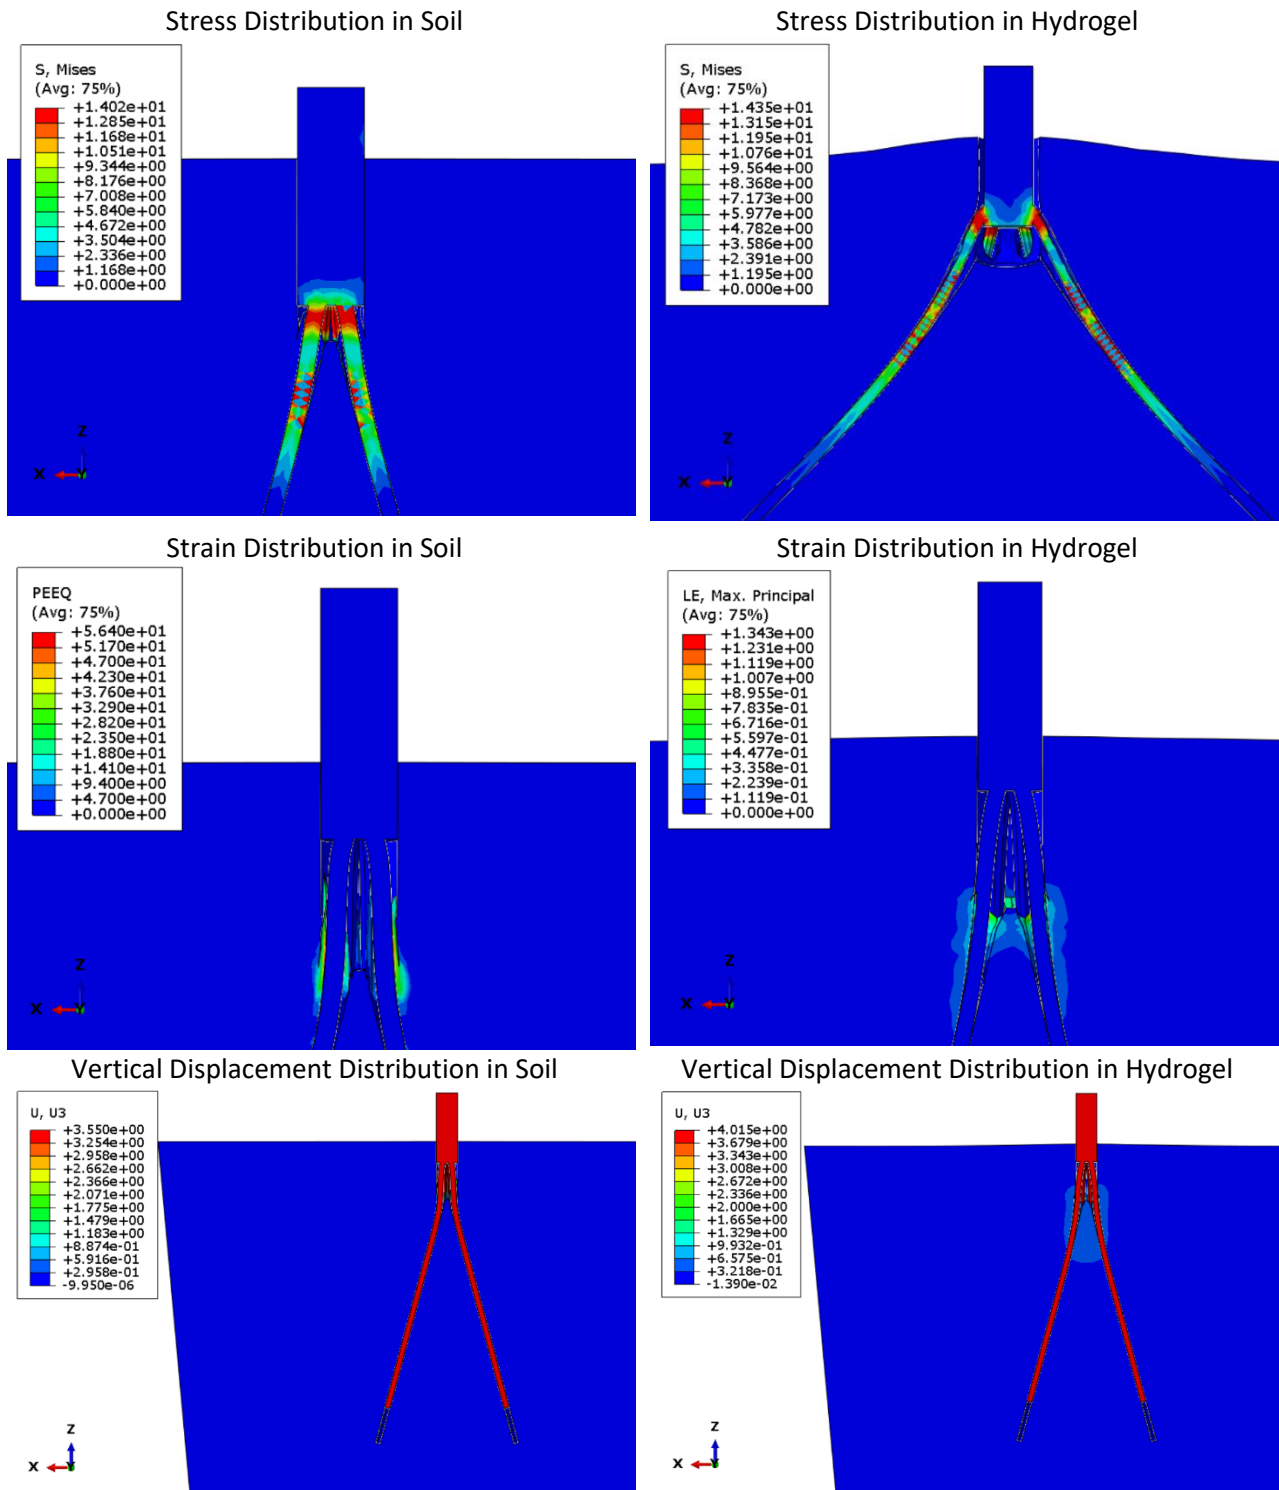 Stress Distribution in Soil
S, Mises
(Avg: 75%)
+1.402e+01
+1.285e+01
+1.168e+01
+1.051e+01
+9.344e+00
+8.176e+00
+7.008e+00
+5.840e+00
+4.672e+00
+3.504e+00
+2.336e+00
+1.168e+00
+0.000e+00
Z
X
Y
Stress Distribution in Hydrogel
S, Mises
(Avg: 75%)
+1.435e+01
+1.315e+01
+1.195e+01
+1.076e+01
+9.564e+00
+8.368e+00
+7.173e+00
+5.977e+00
+4.782e+00
+3.586e+00
+2.391e+00
+1.195e+00
+0.000e+00
Z
X
Y
Strain Distribution in Soil
PEEQ
(Avg: 75%)
+5.640e+01
+5.170e+01
+4.700e+01
+4.230e+01
+3.760e+01
+3.290e+01
+2.820e+01
+2.350e+01
+1.880e+01
+1.410e+01
+9.400e+00
+4.700e+00
+0.000e+00
Z
X
Y
Strain Distribution in Hydrogel
LE, Max. Principal
(Avg: 75%)
+1.343e+00
+1.231e+00
+1.119e+00
+1.007e+00
+8.955e-01
+7.835e-01
+6.716e-01
+5.597e-01
+4.477e-01
+3.358e-01
+2.239e-01
+1.119e-01
+0.000e+00
Z
X
Y
Vertical Displacement Distribution in Soil
U, U3
+3.550e+00
+3.254e+00
+2.958e+00
+2.662e+00
+2.366e+00
+2.071e+00
+1.775e+00
+1.479e+00
+1.183e+00
+8.874e-01
+5.916e-01
+2.958e-01
-9.950e-06
Z
X
Y
Vertical Displacement Distribution in Hydrogel
U, U3
+4.015e+00
+3.679e+00
+3.343e+00
+3.008e+00
+2.672e+00
+2.336e+00
+2.000e+00
+1.665e+00
+1.329e+00
+9.932e-01
+6.575e-01
+3.218e-01
-1.390e-02
Z
X
Y